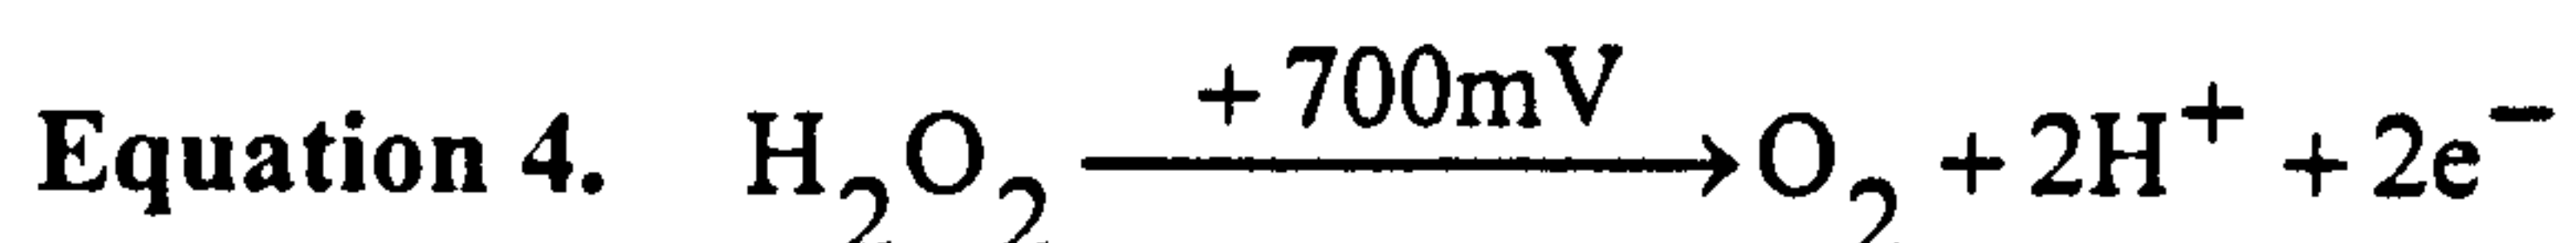 Equation 4. H₂O₂ —+700mV→ O₂ + 2H⁺ + 2e⁻